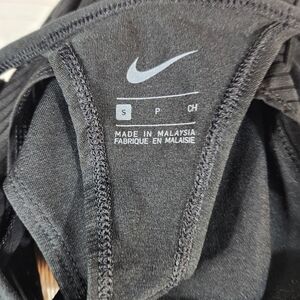 S P CH
MADE IN MALAYSIA
FABRIQUE EN MALAISIE